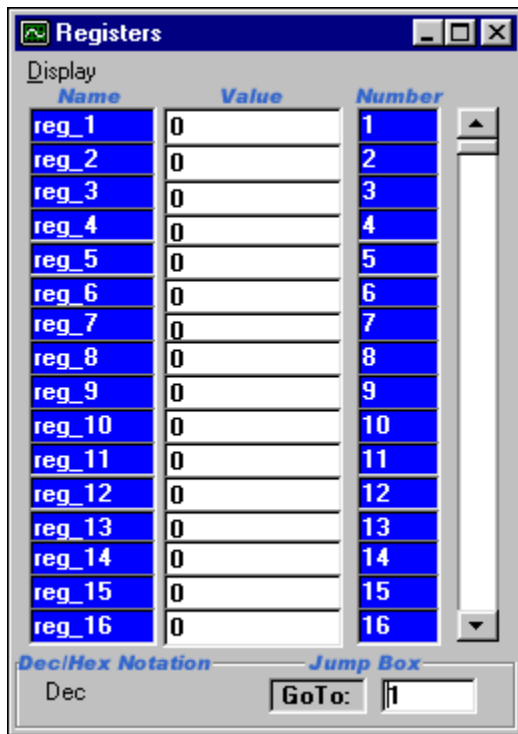 Registers
Display
Name Value Number
reg_1 0 1
reg_2 0 2
reg_3 0 3
reg_4 0 4
reg_5 0 5
reg_6 0 6
reg_7 0 7
reg_8 0 8
reg_9 0 9
reg_10 0 10
reg_11 0 11
reg_12 0 12
reg_13 0 13
reg_14 0 14
reg_15 0 15
reg_16 0 16
Dec/Hex Notation Jump Box
Dec GoTo: 1